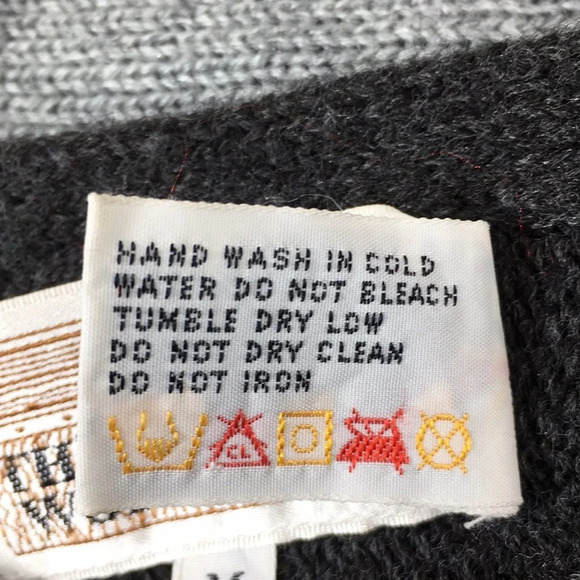 HAND WASH IN COLD
WATER DO NOT BLEACH
TUMBLE DRY LOW
DO NOT DRY CLEAN
DO NOT IRON
CL
TH